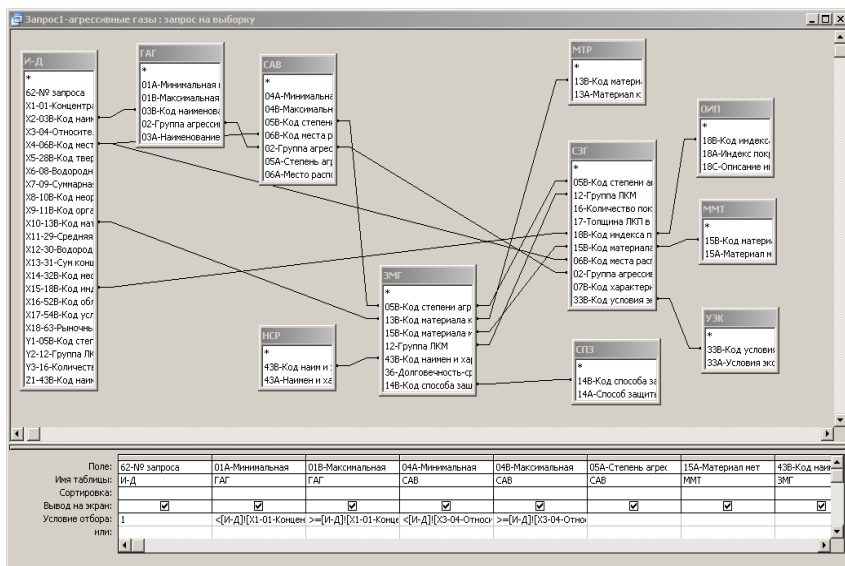 Запрос1-агрессивные газы : запрос на выборку
И-Д
*
62-№ запроса
X1-01-Концентра
X2-03В-Код наим
X3-04-Относите.
X4-06В-Код мест
X5-28В-Код твер
X6-08-Водородн
X7-09-Суммарна:
X8-10В-Код неор
X9-11В-Код орга
X10-13В-Код мат
X11-29-Средняя
X12-30-Водород
X13-31-Сум конц
X14-32В-Код мес
X15-18В-Код инд
X16-52В-Код обл
X17-54В-Код усл
X18-63-Рыночны
Y1-05В-Код степ
Y2-12-Группа ЛК
Y3-16-Количеств
Z1-43В-Код наим
ГАГ
*
01А-Минимальная
01В-Максимальная
03В-Код наименова
02-Группа агресси
03А-Наименование
САВ
*
04А-Минимальна
04В-Максимальн
05В-Код степени
06В-Код места р
02-Группа агрес
05А-Степень агр
06А-Место распо
МТР
*
13В-Код матери
13А-Материал к
ОИП
*
18В-Код индекс
18А-Индекс покр
18С-Описание и
СЗГ
*
05В-Код степени а
12-Группа ЛКМ
16-Количество пок
17-Толщина ЛКП в
18В-Код индекса п
15В-Код материала
06В-Код места расп
02-Группа агрессив
07В-Код характери
33В-Код условия э
ММТ
*
15В-Код матери
15А-Материал м
ЗМГ
*
05В-Код степени агр
13В-Код материала к
15В-Код материала м
12-Группа ЛКМ
43В-Код наимен и хар
36-Долговечность-ср
14В-Код способа защ
НСР
*
43В-Код наим и
43А-Наимен и ха
СПЗ
*
14В-Код способа за
14А-Способ защить
УЗК
*
33В-Код условия
33А-Условия экс
Поле: 62-№ запроса 01А-Минимальная 01В-Максимальная 04А-Минимальная 04В-Максимальная 05А-Степень агрес 15А-Материал мет 43В-Код наим
Имя таблицы: И-Д ГАГ ГАГ САВ САВ САВ ММТ ЗМГ
Сортировка:
Вывод на экран:
Условие отбора: 1 <[И-Д]![X1-01-Концен >=[И-Д]![X1-01-Конце <[И-Д]![X3-04-Относи >=[И-Д]![X3-04-Относ
или: